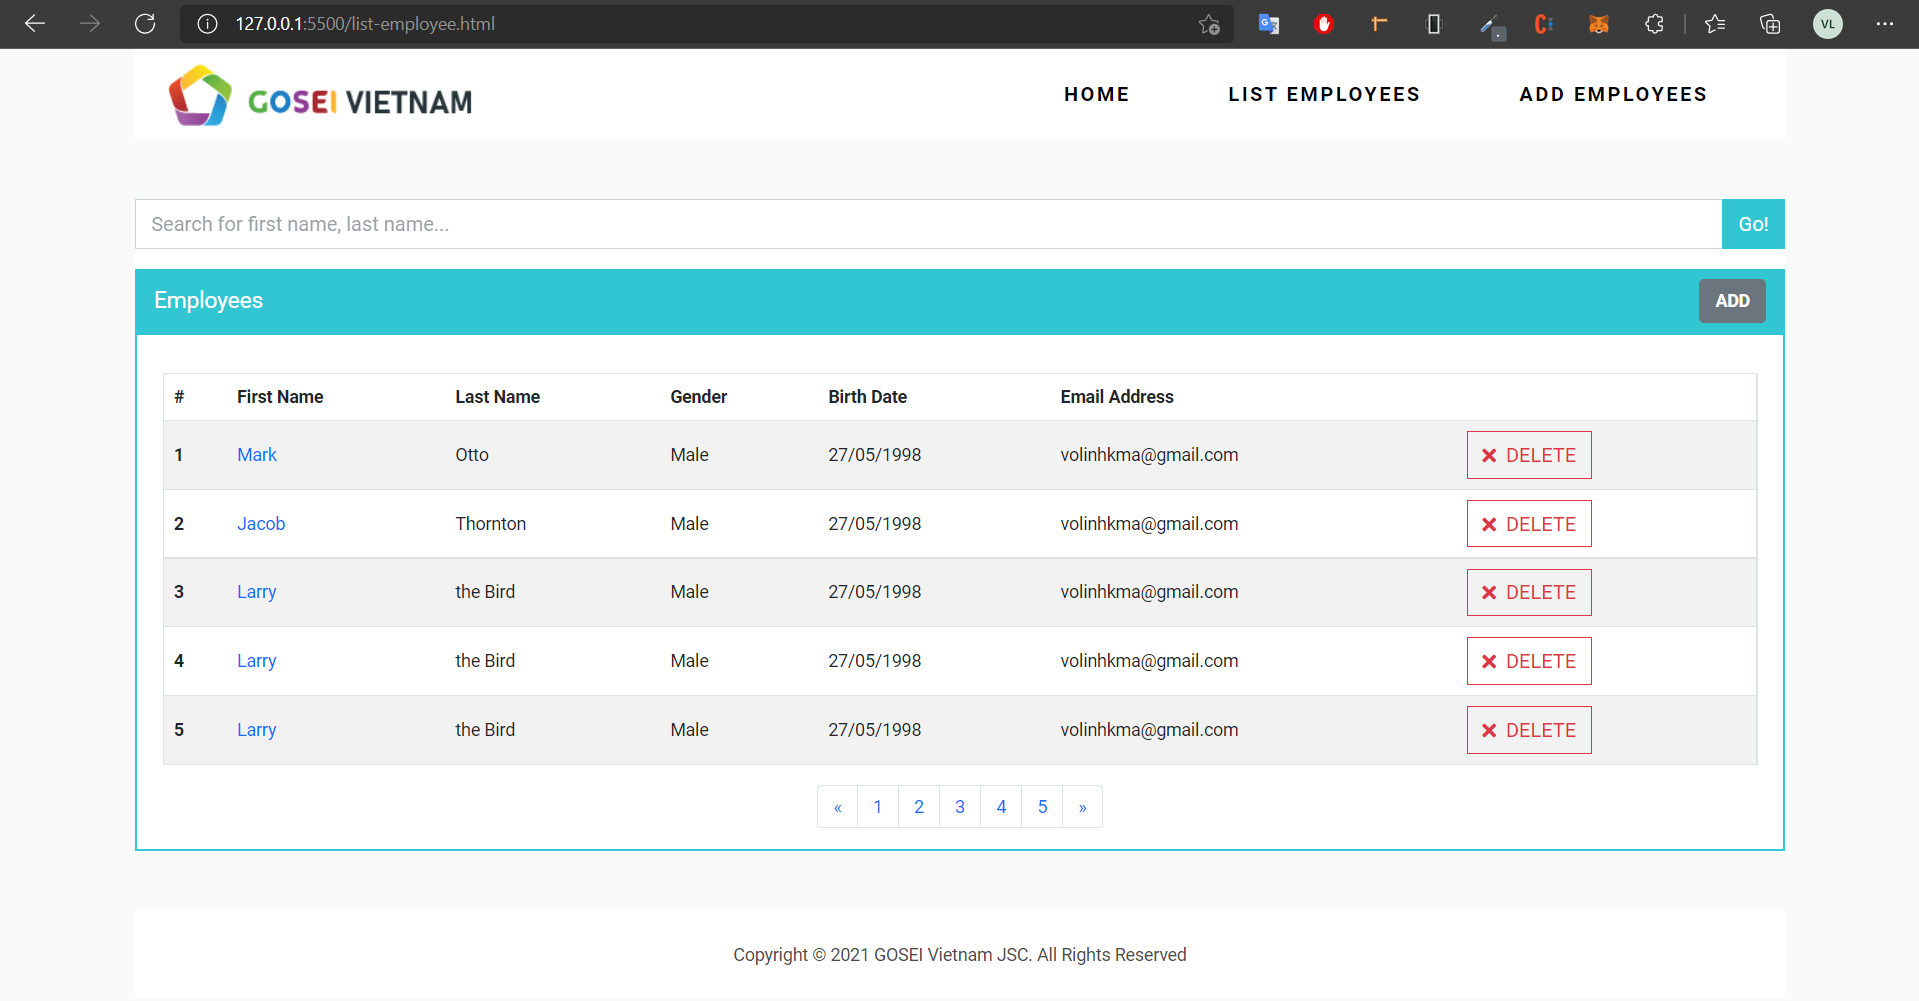 127.0.0.1:5500/list-employee.html
VL
GOSEI VIETNAM
HOME LIST EMPLOYEES ADD EMPLOYEES
Search for first name, last name... Go!
Employees ADD
# First Name Last Name Gender Birth Date Email Address
1 Mark Otto Male 27/05/1998 volinhkma@gmail.com DELETE
2 Jacob Thornton Male 27/05/1998 volinhkma@gmail.com DELETE
3 Larry the Bird Male 27/05/1998 volinhkma@gmail.com DELETE
4 Larry the Bird Male 27/05/1998 volinhkma@gmail.com DELETE
5 Larry the Bird Male 27/05/1998 volinhkma@gmail.com DELETE
« 1 2 3 4 5 »
Copyright © 2021 GOSEI Vietnam JSC. All Rights Reserved